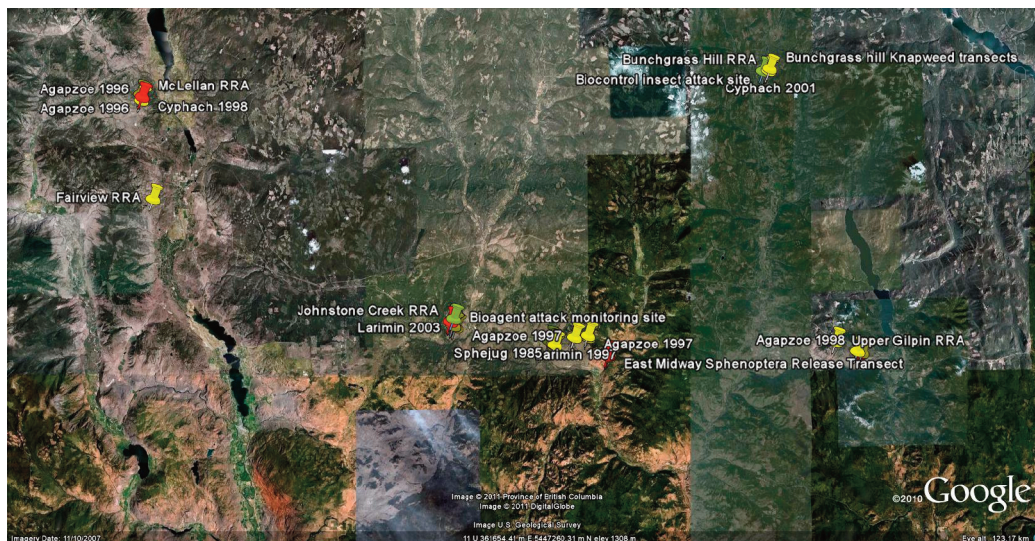 Bunchgrass Hill RRA
Bunchgrass hill Knapweed transects
Biocontrol insect attack site
Cyphach 2001
Agapzoe 1996
McLellan RRA
Agapzoe 1996
Cyphach 1998
Fairview RRA
Johnstone Creek RRA
Bioagent attack monitoring site
Larimin 2003
Agapzoe 1997
Agapzoe 1997
Sphejug 1985
arimin 1997
Agapzoe 1998
Upper Gilpin RRA
East Midway Sphenoptera Release Transect
Image © 2011 Province of British Columbia
Image © 2011 DigitalGlobe
Image U.S. Geological Survey
©2010 Google
Imagery Date: 11/10/2007
11 U 361654.41 m E 5447260.31 m N elev 1308 m
Eye alt 123.17 km